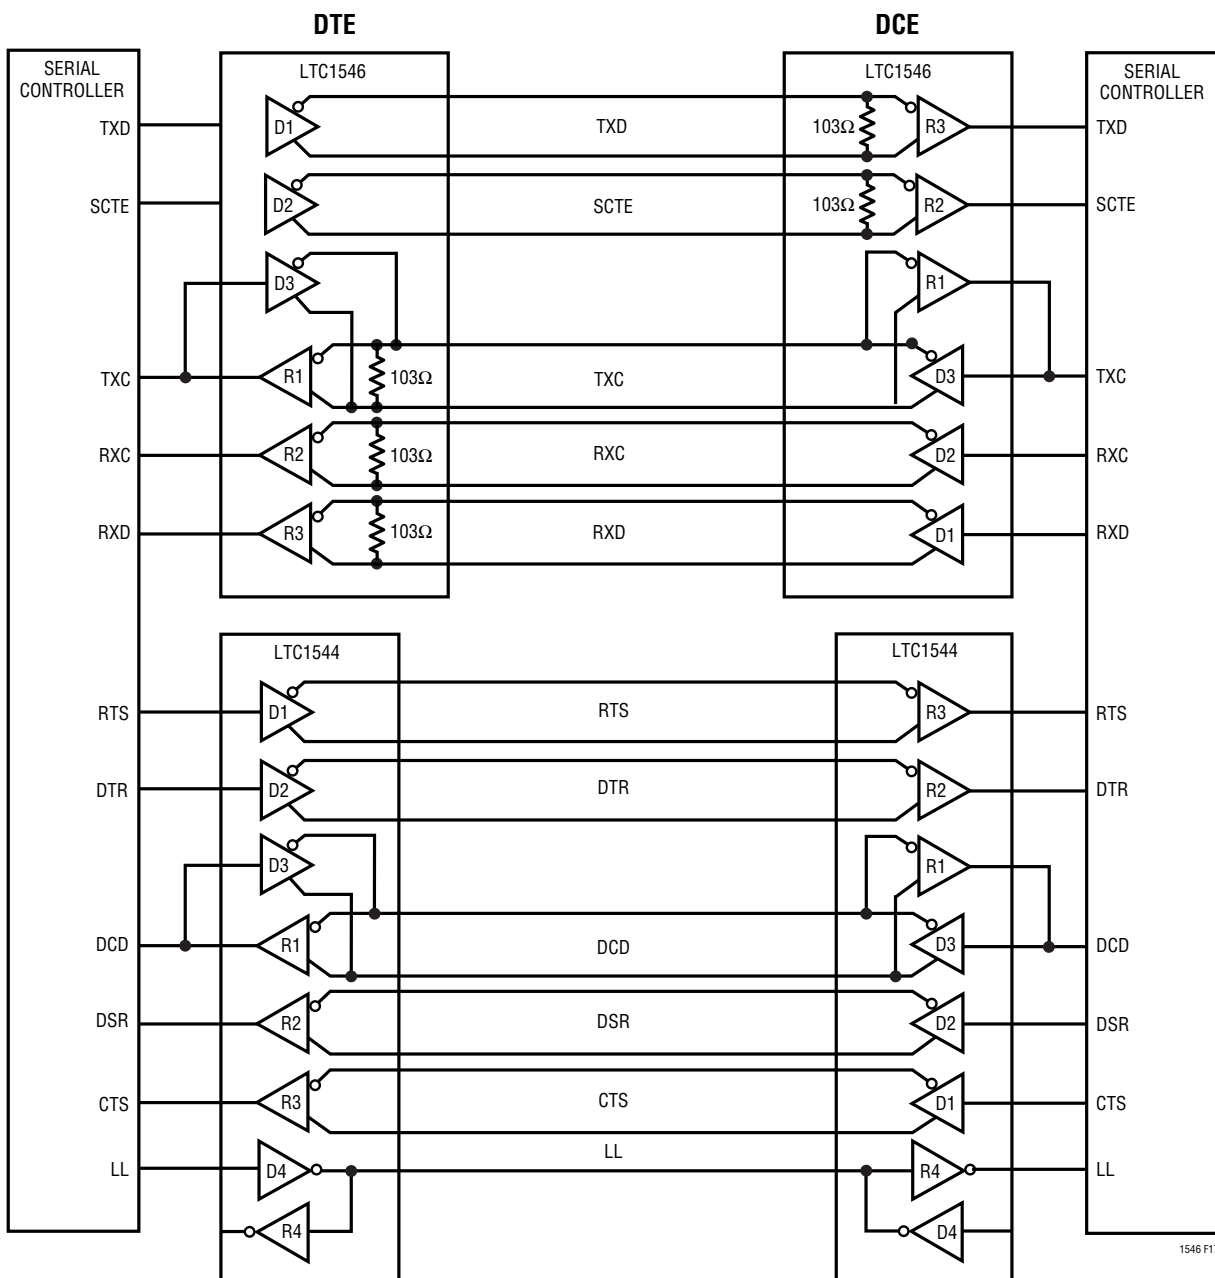 DTE
DCE
SERIAL
CONTROLLER
LTC1546
LTC1546
SERIAL
CONTROLLER
TXD
D1
TXD
103Ω
R3
TXD
SCTE
D2
SCTE
103Ω
R2
SCTE
D3
R1
TXC
R1
103Ω
TXC
D3
TXC
RXC
R2
103Ω
RXC
D2
RXC
RXD
R3
103Ω
RXD
D1
RXD
LTC1544
LTC1544
RTS
D1
RTS
R3
RTS
DTR
D2
DTR
R2
DTR
D3
R1
DCD
R1
DCD
D3
DCD
DSR
R2
DSR
D2
DSR
CTS
R3
CTS
D1
CTS
LL
D4
LL
R4
LL
R4
D4